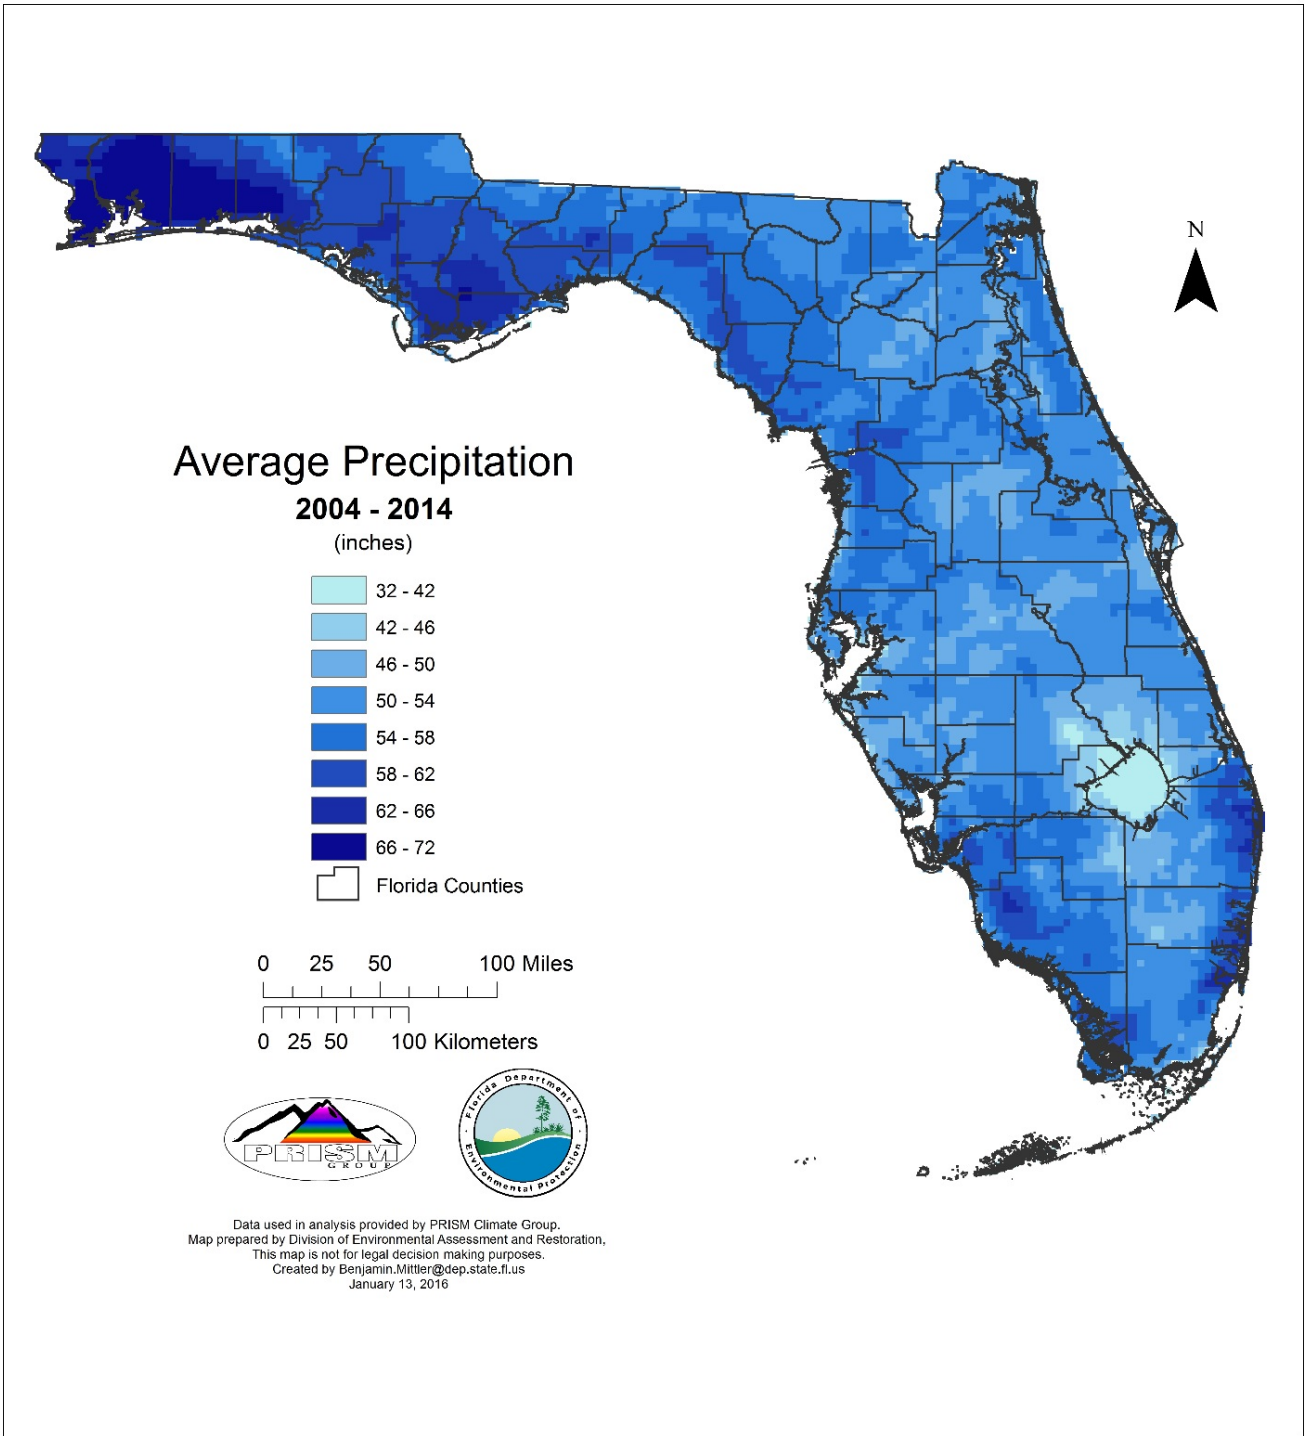 N
Average Precipitation
2004 - 2014
(inches)
32 - 42
42 - 46
46 - 50
50 - 54
54 - 58
58 - 62
62 - 66
66 - 72
Florida Counties
0 25 50 100 Miles
0 25 50 100 Kilometers
PRISM
GROUP
Florida Department of
Environmental Protection
Data used in analysis provided by PRISM Climate Group.
Map prepared by Division of Environmental Assessment and Restoration,
This map is not for legal decision making purposes.
Created by Benjamin.Mittler@dep.state.fl.us
January 13, 2016